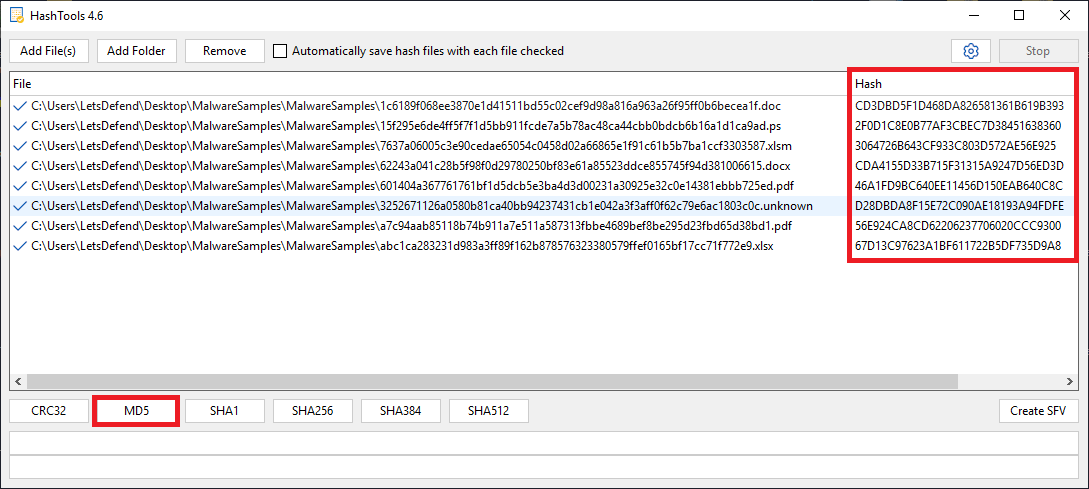 HashTools 4.6
Add File(s) Add Folder Remove Automatically save hash files with each file checked Stop
File Hash
C:\Users\LetsDefend\Desktop\MalwareSamples\MalwareSamples\1c6189f068ee3870e1d41511bd55c02cef9d98a816a963a26f95ff0b6becea1f.doc CD3DBD5F1D468DA826581361B619B393
C:\Users\LetsDefend\Desktop\MalwareSamples\MalwareSamples\15f295e6de4ff5f7f1d5bb911fcde7a5b78ac48ca44cbb0bdcb6b16a1d1ca9ad.ps 2F0D1C8E0B77AF3CBEC7D38451638360
C:\Users\LetsDefend\Desktop\MalwareSamples\MalwareSamples\7637a06005c3e90cedae65054c0458d02a66865e1f91c61b5b7ba1ccf3303587.xlsm 3064726B643CF933C803D572AE56E925
C:\Users\LetsDefend\Desktop\MalwareSamples\MalwareSamples\62243a041c28b5f98f0d29780250bf83e61a85523ddce855745f94d381006615.docx CDA4155D33B715F31315A9247D56ED3D
C:\Users\LetsDefend\Desktop\MalwareSamples\MalwareSamples\601404a367761761bf1d5dcb5e3ba4d3d00231a30925e32c0e14381ebbb725ed.pdf 46A1FD9BC640EE11456D150EAB640C8C
C:\Users\LetsDefend\Desktop\MalwareSamples\MalwareSamples\3252671126a0580b81ca40bb94237431cb1e042a3f3aff0f62c79e6ac1803c0c.unknown D28DBDA8F15E72C090AE18193A94FDFE
C:\Users\LetsDefend\Desktop\MalwareSamples\MalwareSamples\a7c94aab85118b74b911a7e511a587313fbbe4689bef8be295d23fbd65d38bd1.pdf 56E924CA8CD62206237706020CCC9300
C:\Users\LetsDefend\Desktop\MalwareSamples\MalwareSamples\abc1ca283231d983a3ff89f162b878576323380579ffef0165bf17cc71f772e9.xlsx 67D13C97623A1BF611722B5DF735D9A8
CRC32 MD5 SHA1 SHA256 SHA384 SHA512 Create SFV